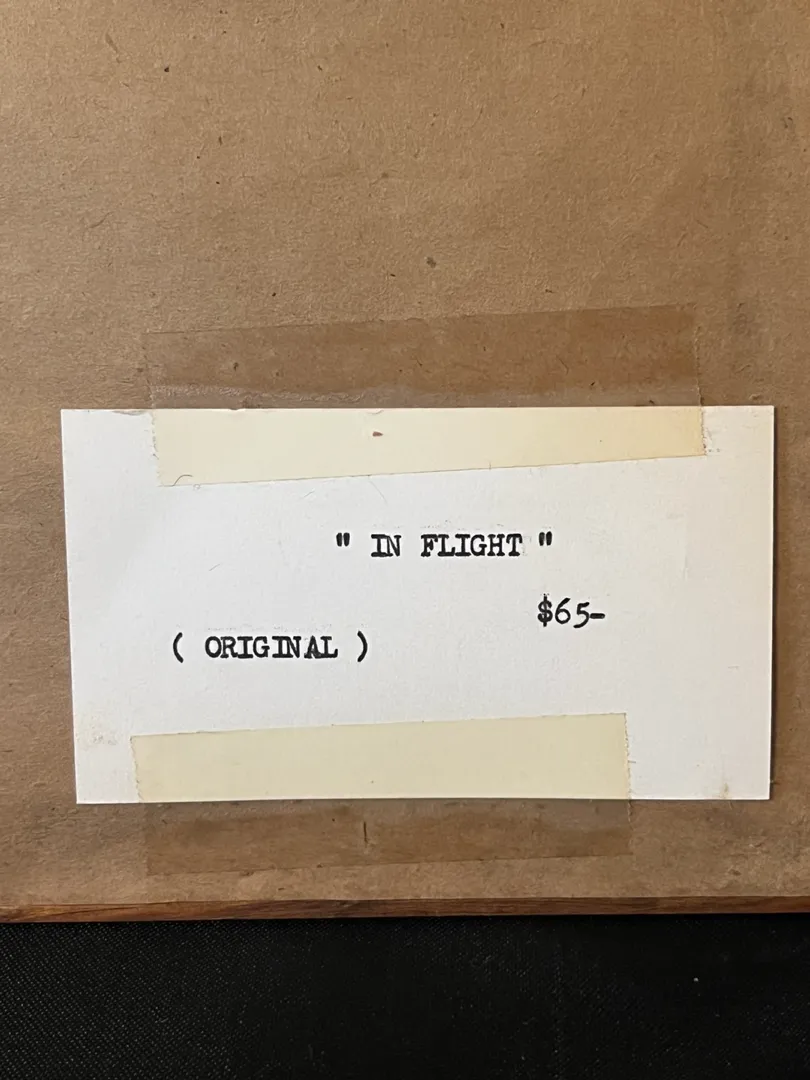 " IN FLIGHT "
$65-
( ORIGINAL )